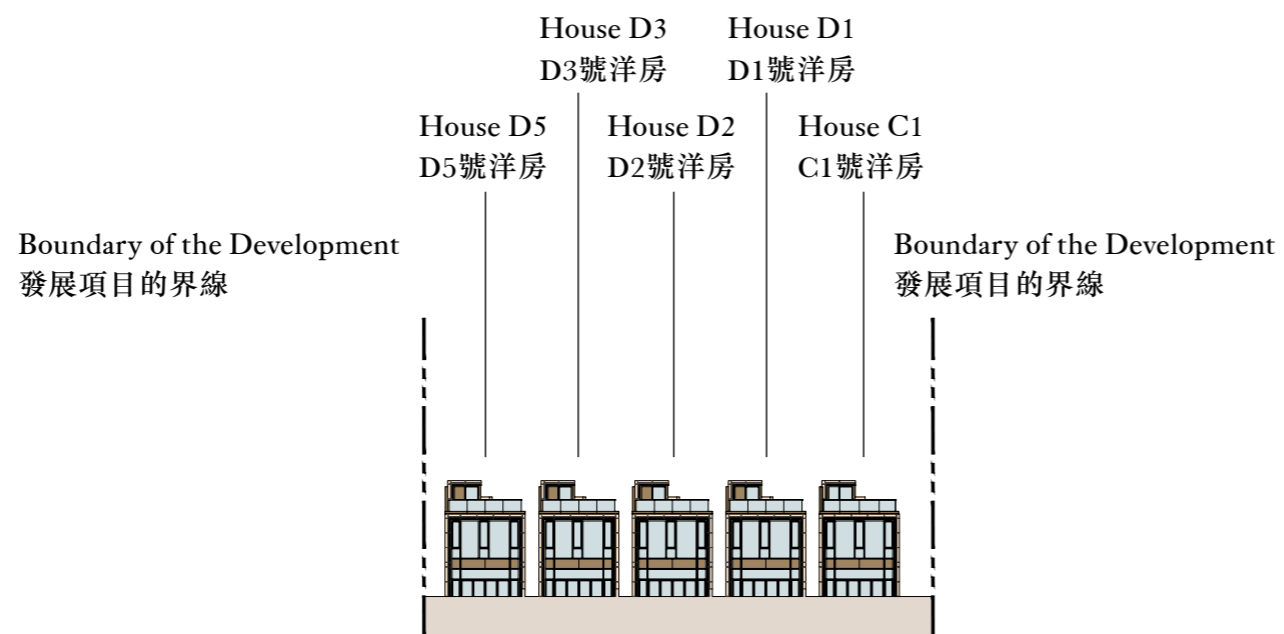 House D3
D3號洋房
House D1
D1號洋房
House D5
D5號洋房
House D2
D2號洋房
House C1
C1號洋房
Boundary of the Development
發展項目的界線
Boundary of the Development
發展項目的界線